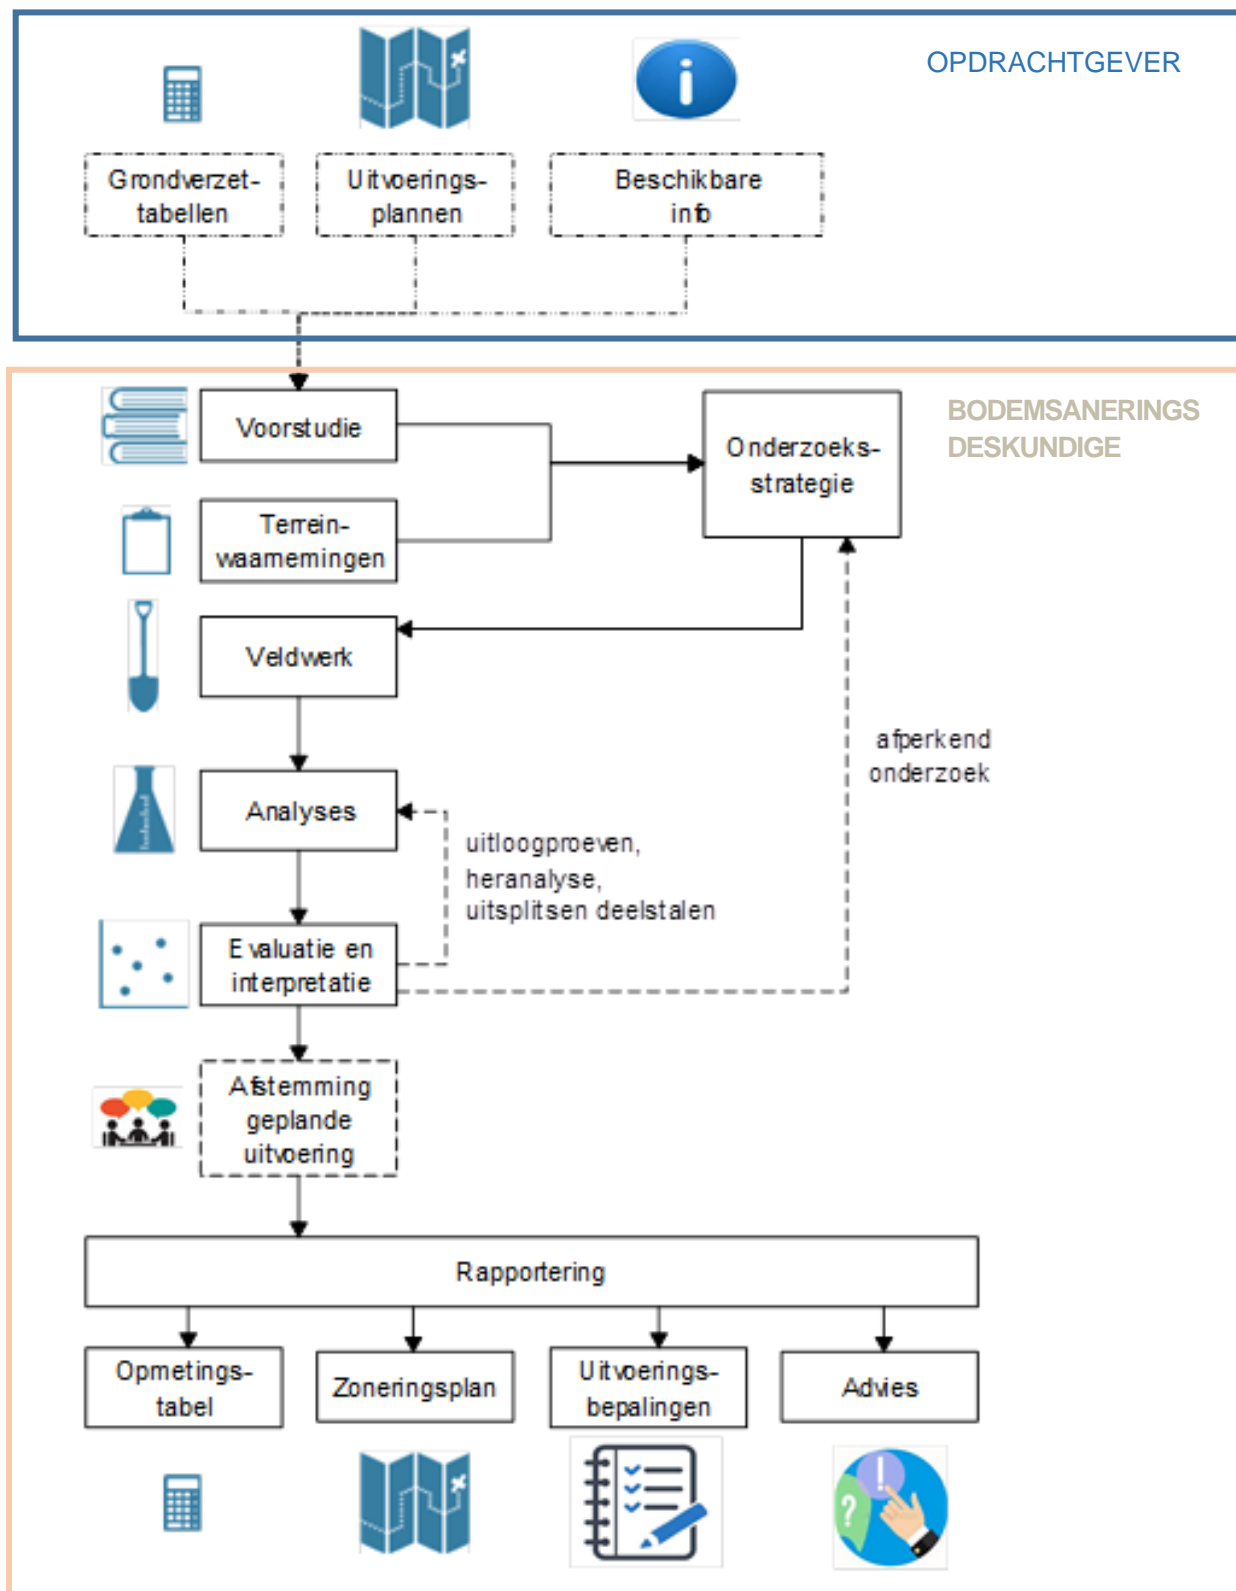 OPDRACHTGEVER
Grondverzet-
tabellen
Uitvoerings-
plannen
Beschikbare
info
BODEMSANERINGS
DESKUNDIGE
Voorstudie
Onderzoeks-
strategie
Terrein-
waarnemingen
Veldwerk
afperkend
onderzoek
Analyses
uitloogproeven,
heranalyse,
uitsplitsen deelstalen
Evaluatie en
interpretatie
Afstemming
geplande
uitvoering
Rapportering
Opmetings-
tabel
Zoneringsplan
Uitvoerings-
bepalingen
Advies